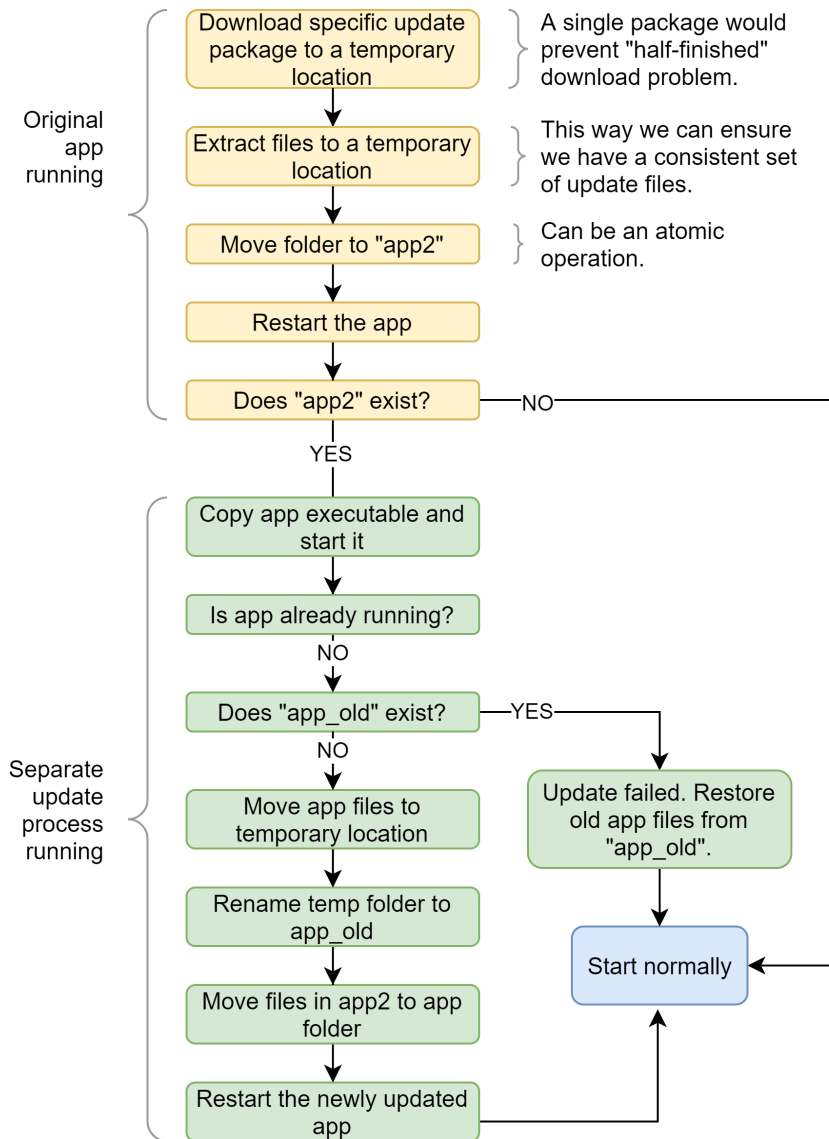 Download specific update
package to a temporary
location
A single package would
prevent "half-finished"
download problem.
Original
app
running
Extract files to a temporary
location
This way we can ensure
we have a consistent set
of update files.
Move folder to "app2"
Can be an atomic
operation.
Restart the app
Does "app2" exist?
NO
YES
Copy app executable and
start it
Is app already running?
NO
Does "app_old" exist?
YES
NO
Separate
update
process
running
Move app files to
temporary location
Update failed. Restore
old app files from
"app_old".
Rename temp folder to
app_old
Start normally
Move files in app2 to app
folder
Restart the newly updated
app